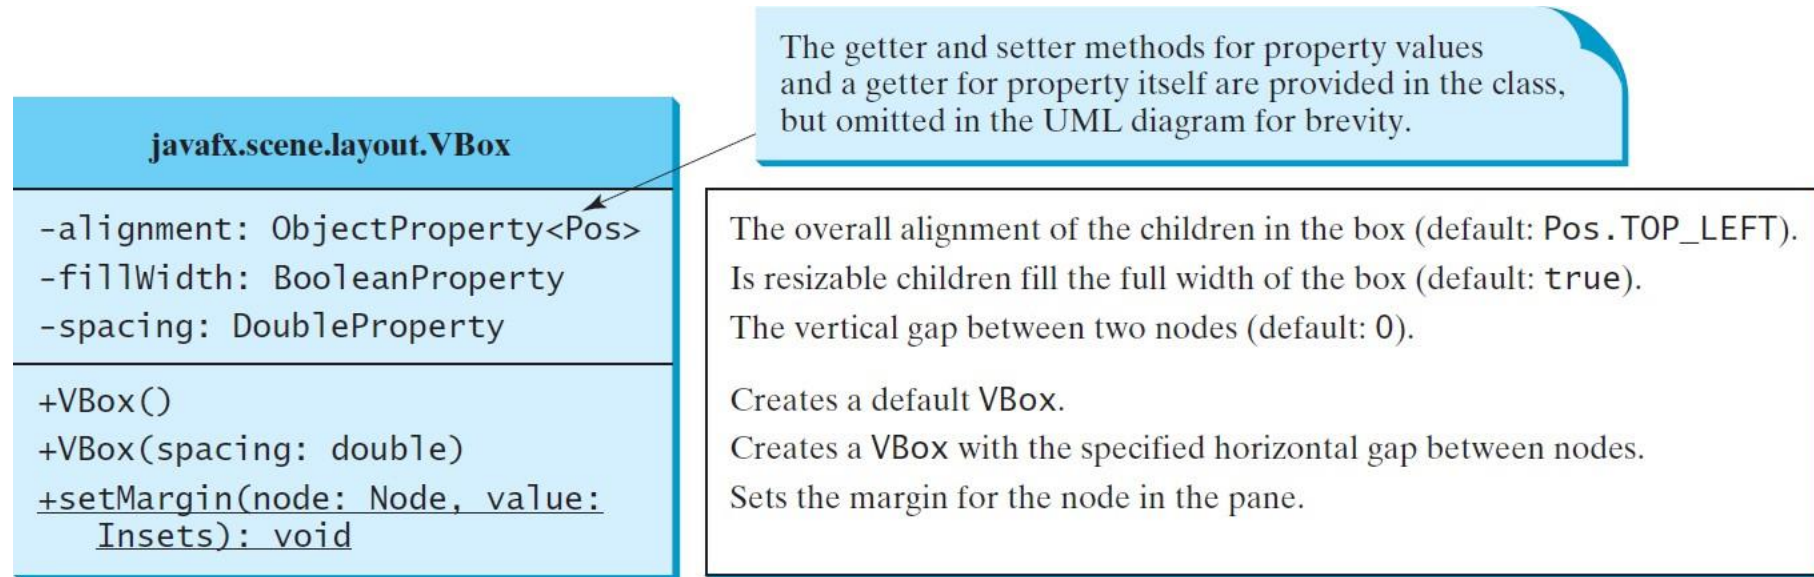 The getter and setter methods for property values
and a getter for property itself are provided in the class,
but omitted in the UML diagram for brevity.
javafx.scene.layout.VBox
-alignment: ObjectProperty<Pos>
-fillWidth: BooleanProperty
-spacing: DoubleProperty
The overall alignment of the children in the box (default: Pos.TOP_LEFT).
Is resizable children fill the full width of the box (default: true).
The vertical gap between two nodes (default: 0).
+VBox()
+VBox(spacing: double)
+setMargin(node: Node, value:
Insets): void
Creates a default VBox.
Creates a VBox with the specified horizontal gap between nodes.
Sets the margin for the node in the pane.